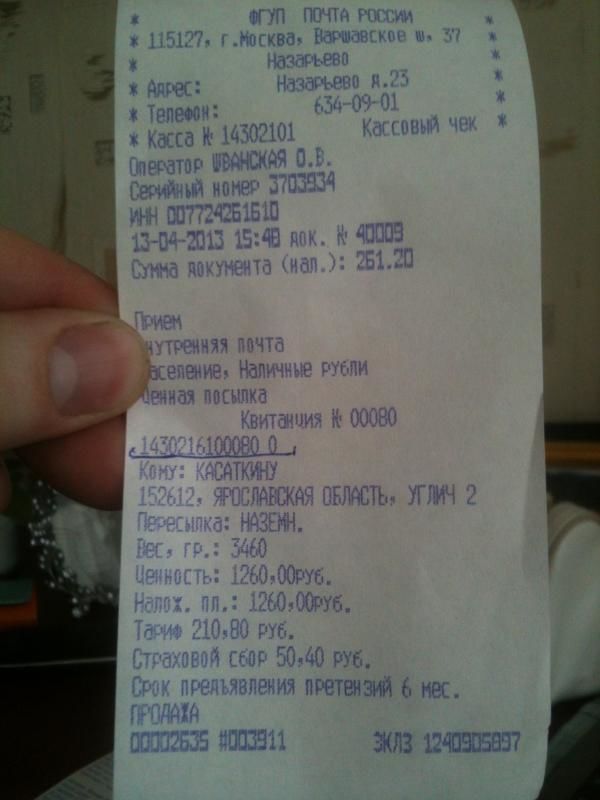 * ФГУП ПОЧТА РОССИИ *
* 115127, г.Москва, Варшавское ш, 37 *
* Назарьево *
* Адрес: Назарьево д.23 *
* Телефон: 634-09-01 *
* Касса № 14302101 Кассовый чек *
Оператор ШВАНСКАЯ О.В.
Серийный номер 3703934
ИНН 007724261610
13-04-2013 15:48 док. № 40009
Сумма документа (нал.): 261.20
Прием
нутренняя почта
аселение, Наличные рубли
Ценная посылка
Квитанция № 00080
1430216100080 0
Кому: КАСАТКИНУ
152612, ЯРОСЛАВСКАЯ ОБЛАСТЬ, УГЛИЧ 2
Пересылка: НАЗЕМН.
Вес, гр.: 3460
Ценность: 1260,00руб.
Налож. пл.: 1260,00руб.
Тариф 210,80 руб.
Страховой сбор 50,40 руб.
Срок предъявления претензий 6 мес.
ПРОДАЖА
00002635 #003911 ЭКЛЗ 1240905897